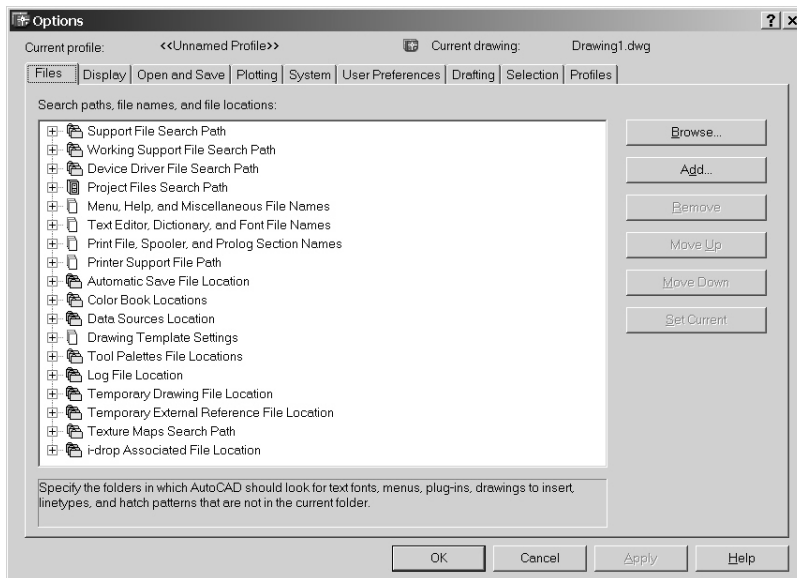 Options
Current profile: <<Unnamed Profile>> Current drawing: Drawing1.dwg
Files Display Open and Save Plotting System User Preferences Drafting Selection Profiles
Search paths, file names, and file locations:
Support File Search Path
Working Support File Search Path
Device Driver File Search Path
Project Files Search Path
Menu, Help, and Miscellaneous File Names
Text Editor, Dictionary, and Font File Names
Print File, Spooler, and Prolog Section Names
Printer Support File Path
Automatic Save File Location
Color Book Locations
Data Sources Location
Drawing Template Settings
Tool Palettes File Locations
Log File Location
Temporary Drawing File Location
Temporary External Reference File Location
Texture Maps Search Path
i-drop Associated File Location
Browse...
Add...
Remove
Move Up
Move Down
Set Current
Specify the folders in which AutoCAD should look for text fonts, menus, plug-ins, drawings to insert,
linetypes, and hatch patterns that are not in the current folder.
OK Cancel Apply Help